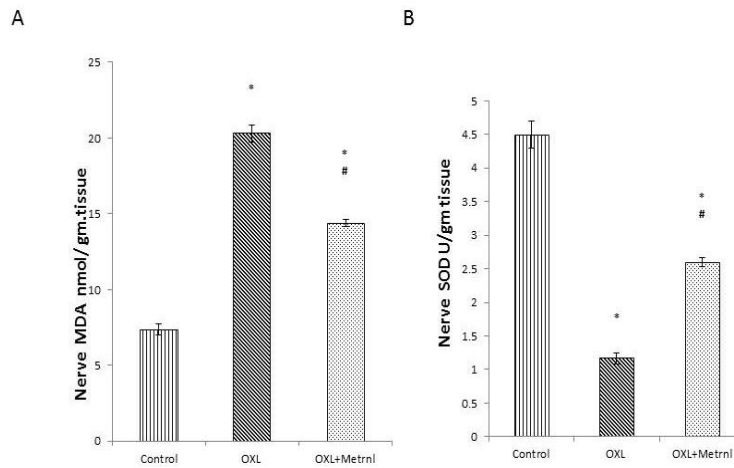 A
Nerve MDA nmol/gm.tissue
25
20
15
10
5
0
*
*
#
Control
OXL
OXL+Metrnl
B
Nerve SOD U/gm tissue
5
4.5
4
3.5
3
2.5
2
1.5
1
0.5
0
*
*
#
Control
OXL
OXL+Metrnl